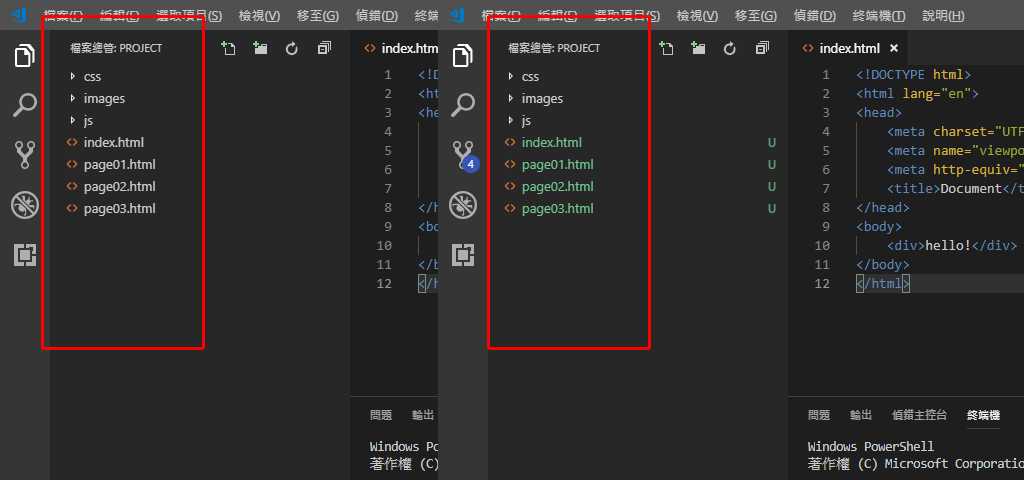 檔案(F) 編輯(E) 選取項目(S) 檢視(V) 移至(G) 偵錯(D) 終端
檔案總管: PROJECT
css
images
js
index.html
page01.html
page02.html
page03.html
index.htm
1 <!D
2 <ht
3 <he
4
5
6
7
8 </h
9 <bo
10
11 </b
12 </h
問題 輸出
Windows Po
著作權 (C)
檔案(F) 編輯(E) 選取項目(S) 檢視(V) 移至(G) 偵錯(D) 終端機(T) 說明(H)
4
檔案總管: PROJECT
css
images
js
index.html U
page01.html U
page02.html U
page03.html U
index.html ×
1 <!DOCTYPE html>
2 <html lang="en">
3 <head>
4 <meta charset="UTF
5 <meta name="viewpo
6 <meta http-equiv="
7 <title>Document</t
8 </head>
9 <body>
10 <div>hello!</div>
11 </body>
12 </html>
問題 輸出 偵錯主控台 終端機
Windows PowerShell
著作權 (C) Microsoft Corporatio